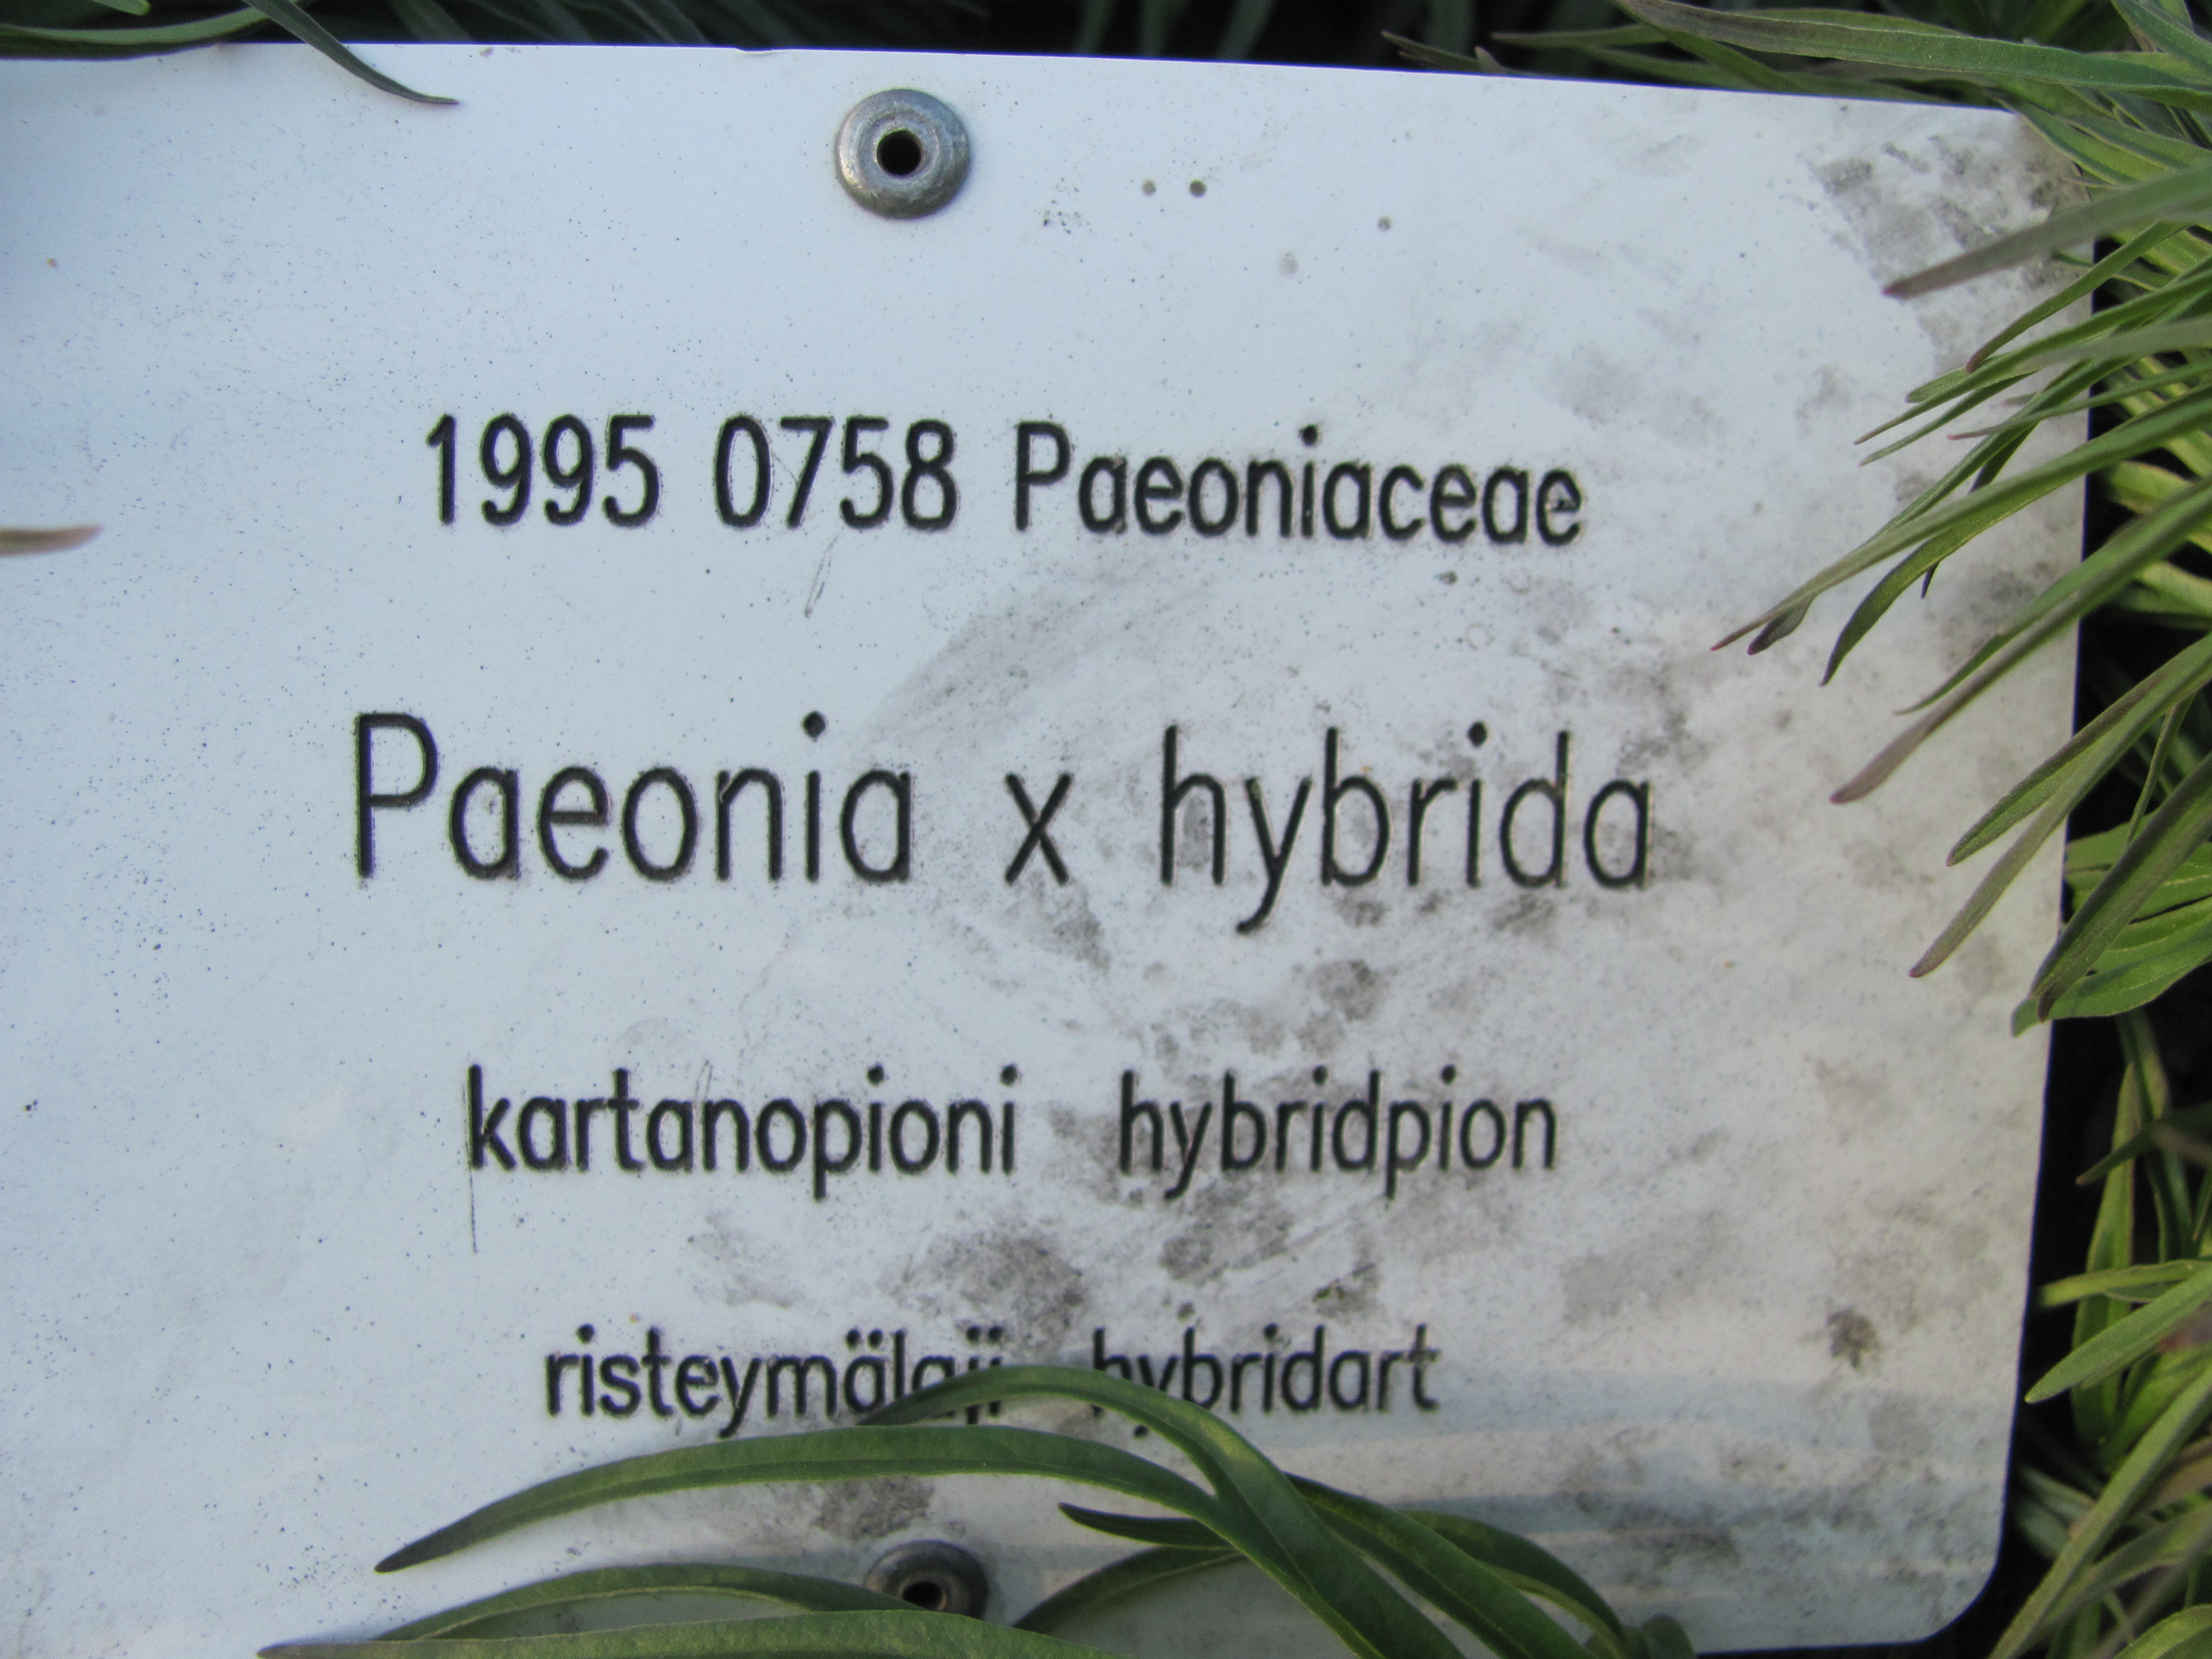 1995 0758 Paeoniaceae
Paeonia x hybrida
kartanopioni hybridpion
risteymälaji hybridart